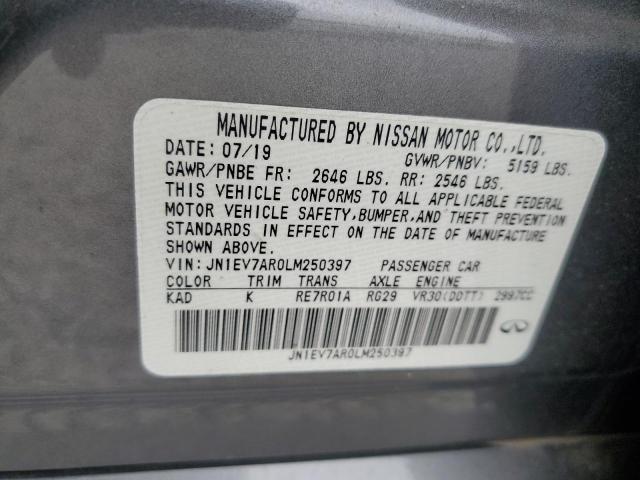 MANUFACTURED BY NISSAN MOTOR CO.,LTD.
DATE: 07/19 GVWR/PNBV: 5159 LBS.
GAWR/PNBE FR: 2646 LBS. RR: 2546 LBS.
THIS VEHICLE CONFORMS TO ALL APPLICABLE FEDERAL
MOTOR VEHICLE SAFETY,BUMPER,AND THEFT PREVENTION
STANDARDS IN EFFECT ON THE DATE OF MANUFACTURE
SHOWN ABOVE.
VIN: JN1EV7AR0LM250397 PASSENGER CAR
COLOR TRIM TRANS AXLE ENGINE
KAD K RE7R01A RG29 VR30(DDTT) 2997CC
JN1EV7AR0LM250397